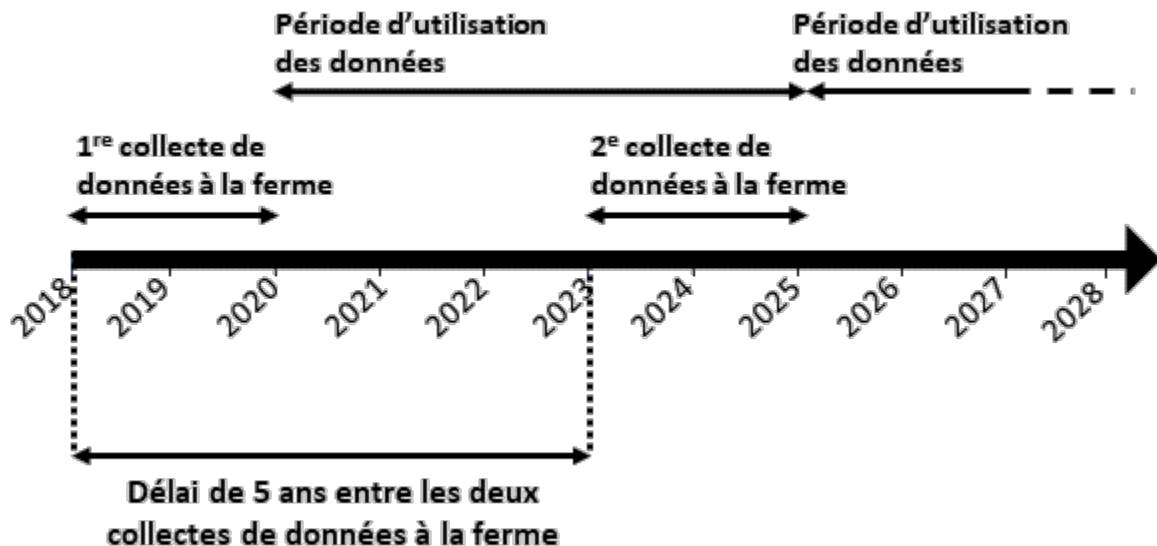 Période d’utilisation
des données
Période d’utilisation
des données
1re collecte de
données à la ferme
2e collecte de
données à la ferme
2018
2019
2020
2021
2022
2023
2024
2025
2026
2027
2028
Délai de 5 ans entre les deux
collectes de données à la ferme